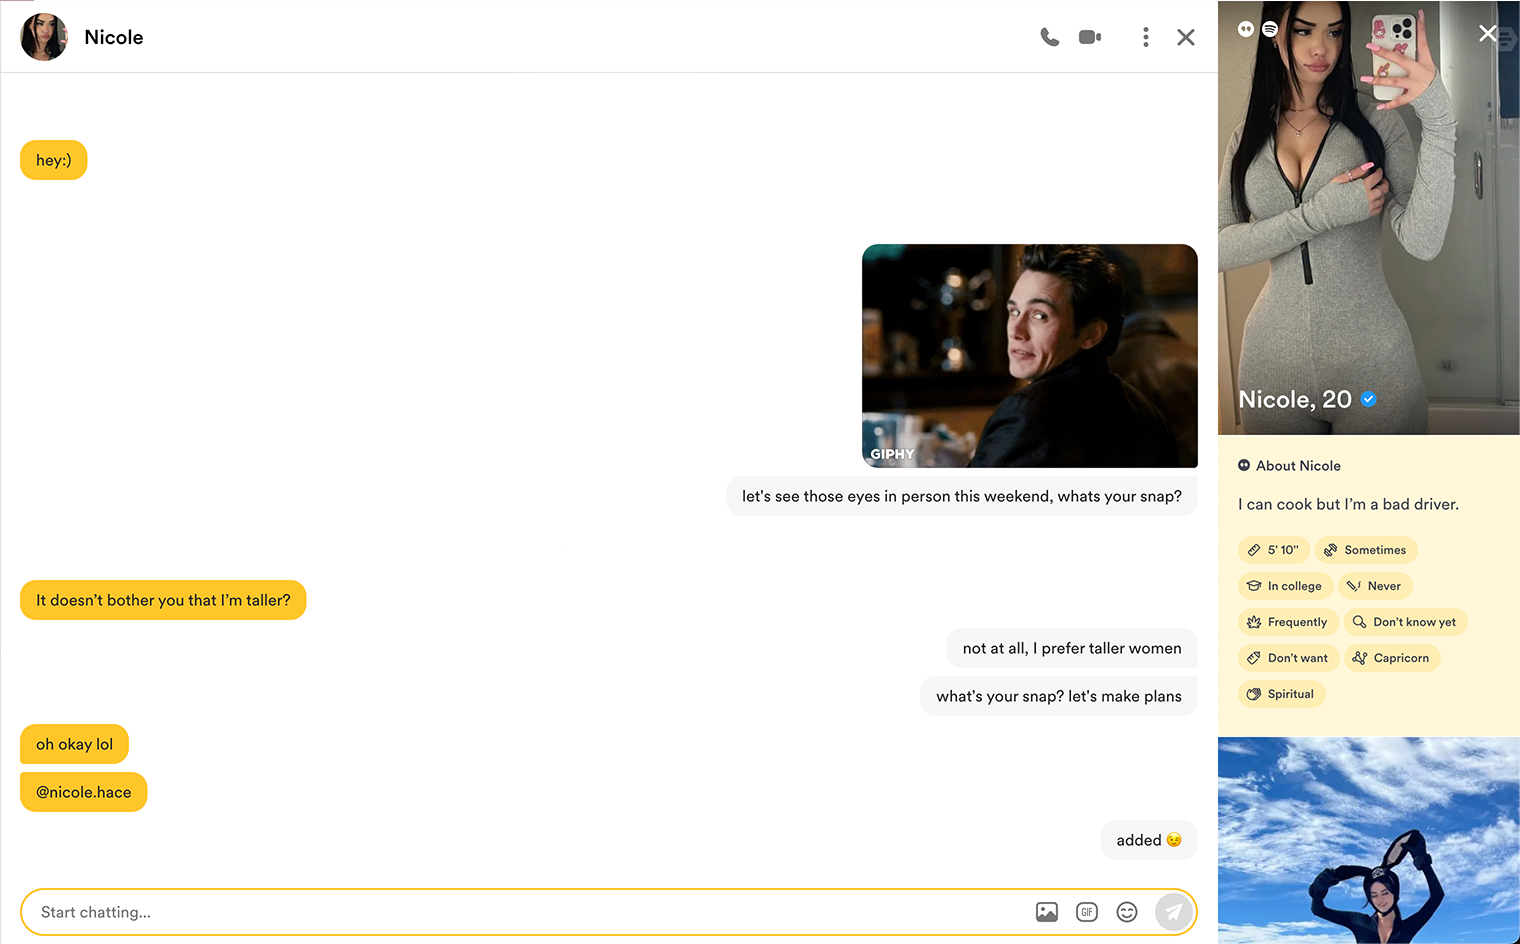 Nicole
hey:)
GIPHY
let's see those eyes in person this weekend, whats your snap?
It doesn’t bother you that I’m taller?
not at all, I prefer taller women
what's your snap? let's make plans
oh okay lol
@nicole.hace
added 😉
Start chatting...
GIF
Nicole, 20
About Nicole
I can cook but I’m a bad driver.
5' 10"
Sometimes
In college
Never
Frequently
Don’t know yet
Don’t want
Capricorn
Spiritual